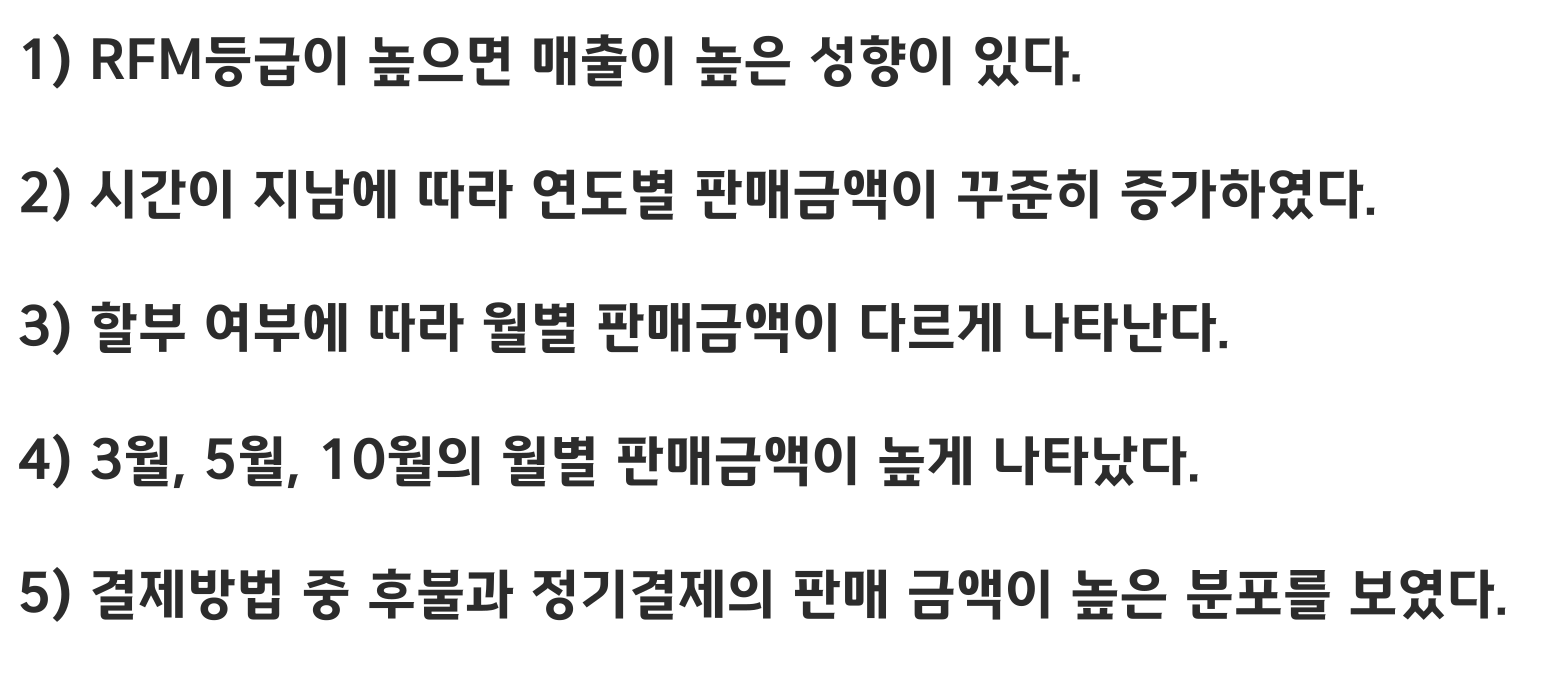 1) RFM등급이 높으면 매출이 높은 성향이 있다.
2) 시간이 지남에 따라 연도별 판매금액이 꾸준히 증가하였다.
3) 할부 여부에 따라 월별 판매금액이 다르게 나타난다.
4) 3월, 5월, 10월의 월별 판매금액이 높게 나타났다.
5) 결제방법 중 후불과 정기결제의 판매 금액이 높은 분포를 보였다.